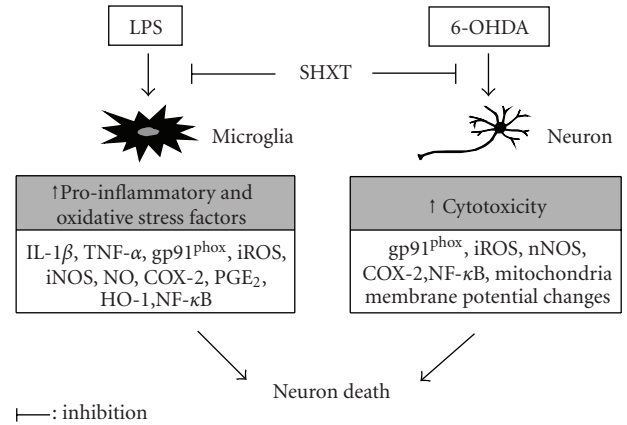 LPS
6-OHDA
SHXT
Microglia
Neuron
↑Pro-inflammatory and
oxidative stress factors
IL-1β, TNF-α, gp91phox, iROS,
iNOS, NO, COX-2, PGE2,
HO-1,NF-κB
↑ Cytotoxicity
gp91phox, iROS, nNOS,
COX-2,NF-κB, mitochondria
membrane potential changes
Neuron death
: inhibition